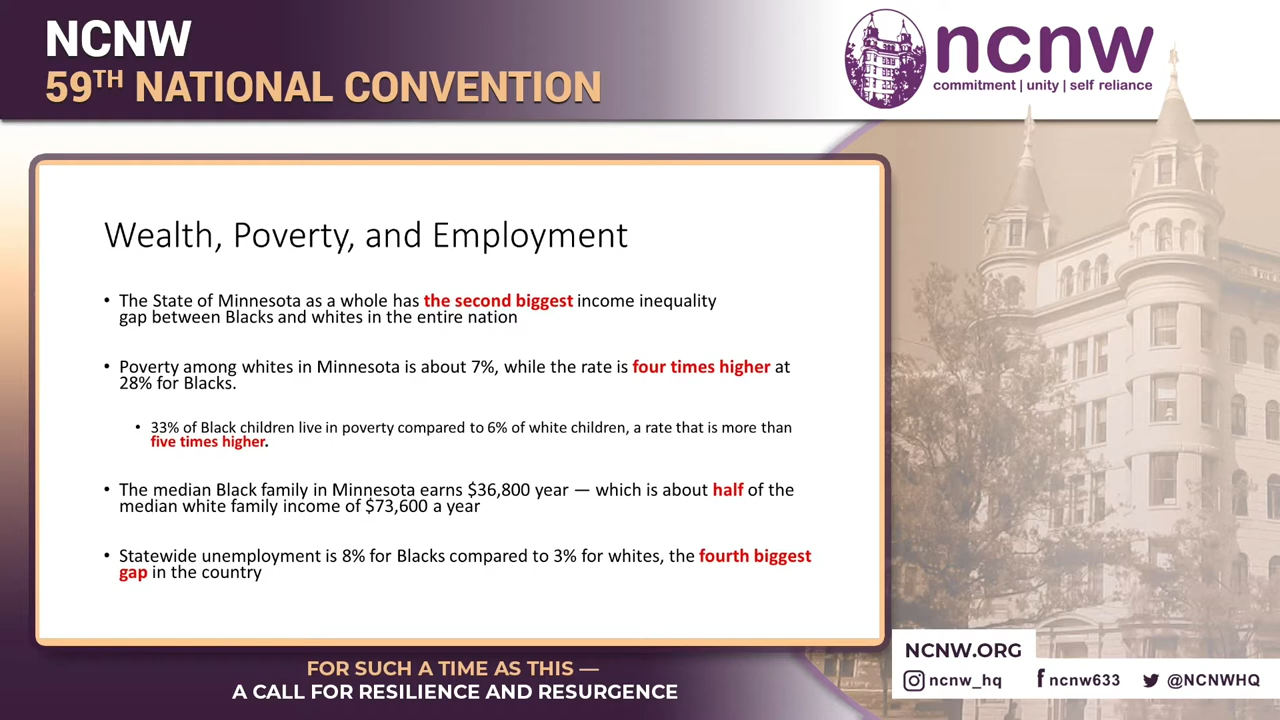 NCNW
59TH NATIONAL CONVENTION
ncnw
commitment | unity | self reliance
Wealth, Poverty, and Employment
• The State of Minnesota as a whole has the second biggest income inequality
gap between Blacks and whites in the entire nation
• Poverty among whites in Minnesota is about 7%, while the rate is four times higher at
28% for Blacks.
• 33% of Black children live in poverty compared to 6% of white children, a rate that is more than
five times higher.
• The median Black family in Minnesota earns $36,800 year — which is about half of the
median white family income of $73,600 a year
• Statewide unemployment is 8% for Blacks compared to 3% for whites, the fourth biggest
gap in the country
FOR SUCH A TIME AS THIS —
A CALL FOR RESILIENCE AND RESURGENCE
NCNW.ORG
ncnw_hq ncnw633 @NCNWHQ